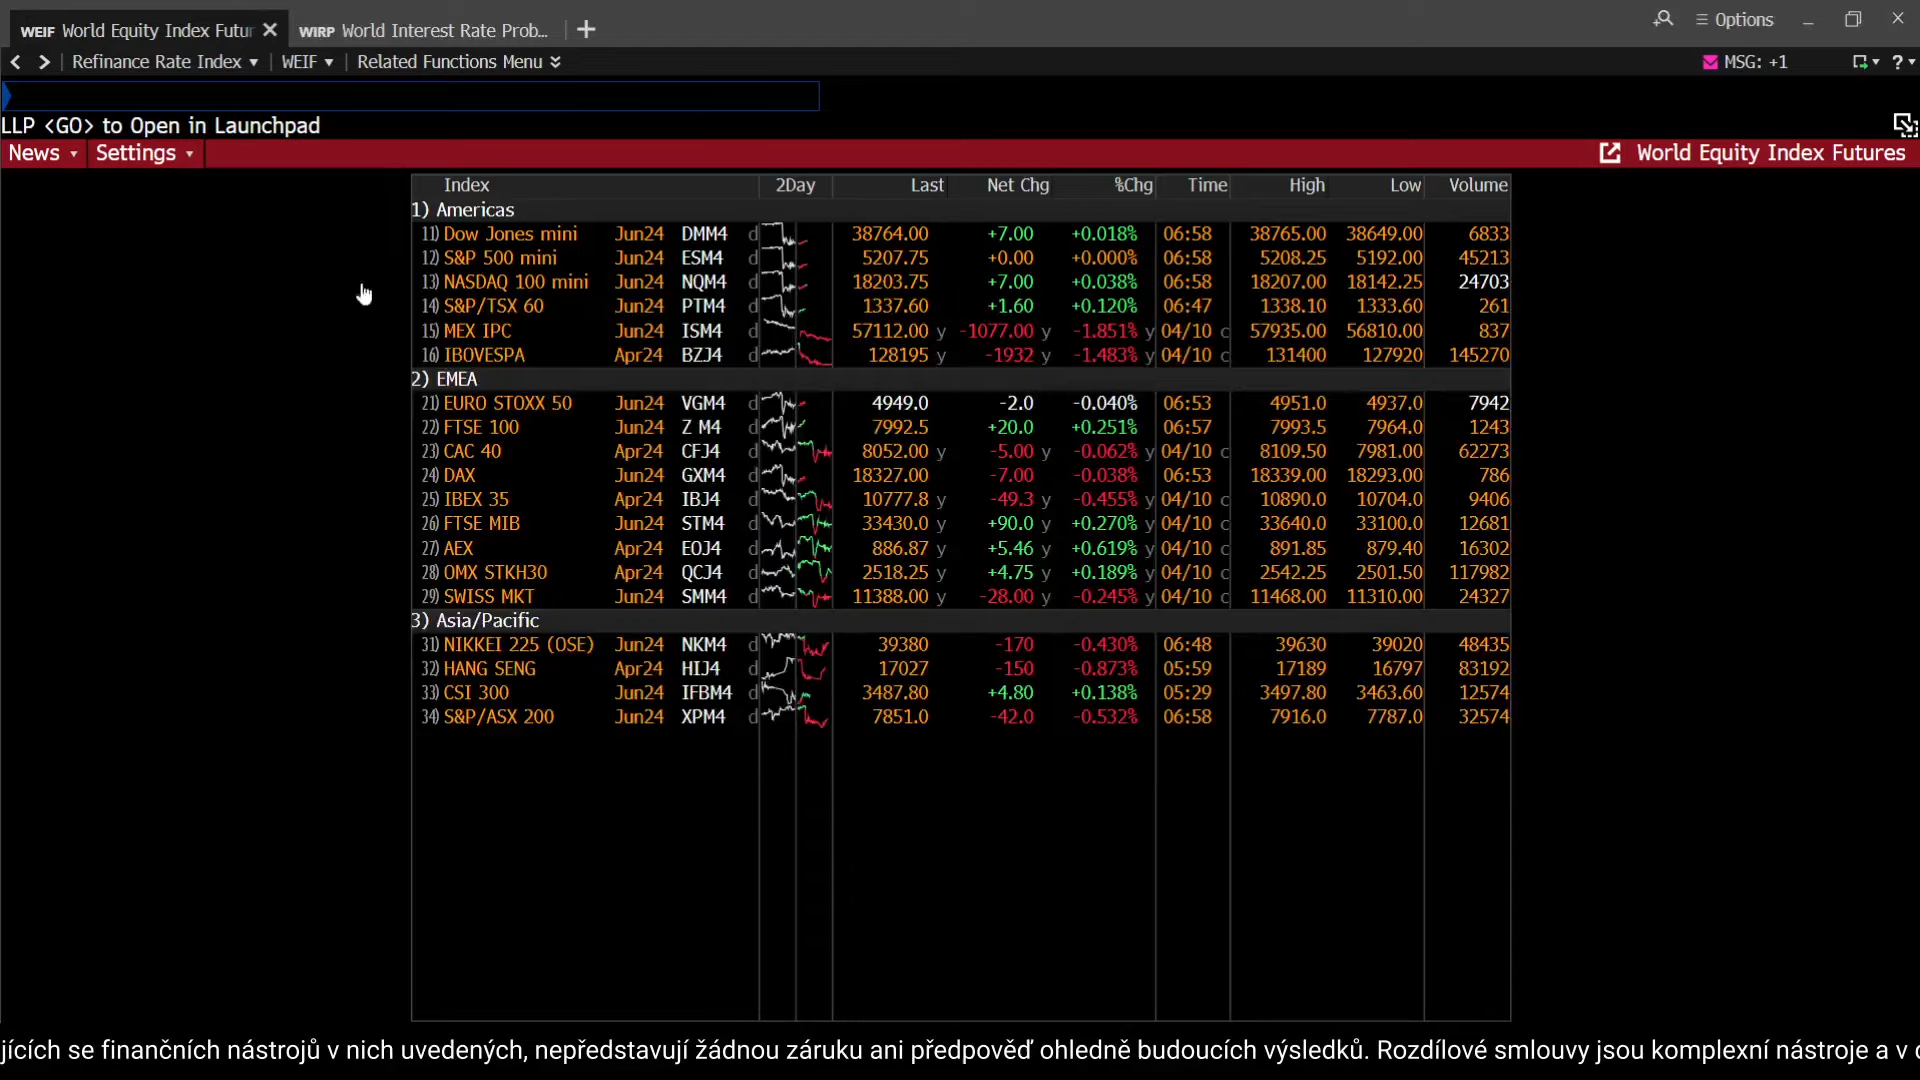 WEIF World Equity Index Futur WIRP World Interest Rate Prob...
Options
Refinance Rate Index WEIF Related Functions Menu
MSG: +1 ?
LLP <GO> to Open in Launchpad
News Settings World Equity Index Futures
Index 2Day Last Net Chg %Chg Time High Low Volume
1) Americas
11) Dow Jones mini Jun24 DMM4 d 38764.00 +7.00 +0.018% 06:58 38765.00 38649.00 6833
12) S&P 500 mini Jun24 ESM4 d 5207.75 +0.00 +0.000% 06:58 5208.25 5192.00 45213
13) NASDAQ 100 mini Jun24 NQM4 d 18203.75 +7.00 +0.038% 06:58 18207.00 18142.25 24703
14) S&P/TSX 60 Jun24 PTM4 d 1337.60 +1.60 +0.120% 06:47 1338.10 1333.60 261
15) MEX IPC Jun24 ISM4 d 57112.00 y -1077.00 y -1.851% y 04/10 c 57935.00 56810.00 837
16) IBOVESPA Apr24 BZJ4 d 128195 y -1932 y -1.483% y 04/10 c 131400 127920 145270
2) EMEA
21) EURO STOXX 50 Jun24 VGM4 d 4949.0 -2.0 -0.040% 06:53 4951.0 4937.0 7942
22) FTSE 100 Jun24 Z M4 d 7992.5 +20.0 +0.251% 06:57 7993.5 7964.0 1243
23) CAC 40 Apr24 CFJ4 d 8052.00 y -5.00 y -0.062% y 04/10 c 8109.50 7981.00 62273
24) DAX Jun24 GXM4 d 18327.00 -7.00 -0.038% 06:53 18339.00 18293.00 786
25) IBEX 35 Apr24 IBJ4 d 10777.8 y -49.3 y -0.455% y 04/10 c 10890.0 10704.0 9406
26) FTSE MIB Jun24 STM4 d 33430.0 y +90.0 y +0.270% y 04/10 c 33640.0 33100.0 12681
27) AEX Apr24 EOJ4 d 886.87 y +5.46 y +0.619% y 04/10 c 891.85 879.40 16302
28) OMX STKH30 Apr24 QCJ4 d 2518.25 y +4.75 y +0.189% y 04/10 c 2542.25 2501.50 117982
29) SWISS MKT Jun24 SMM4 d 11388.00 y -28.00 y -0.245% y 04/10 c 11468.00 11310.00 24327
3) Asia/Pacific
31) NIKKEI 225 (OSE) Jun24 NKM4 d 39380 -170 -0.430% 06:48 39630 39020 48435
32) HANG SENG Apr24 HIJ4 d 17027 -150 -0.873% 05:59 17189 16797 83192
33) CSI 300 Jun24 IFBM4 d 3487.80 +4.80 +0.138% 05:29 3497.80 3463.60 12574
34) S&P/ASX 200 Jun24 XPM4 d 7851.0 -42.0 -0.532% 06:58 7916.0 7787.0 32574
jících se finančních nástrojů v nich uvedených, nepředstavují žádnou záruku ani předpověď ohledně budoucích výsledků. Rozdílové smlouvy jsou komplexní nástroje a v